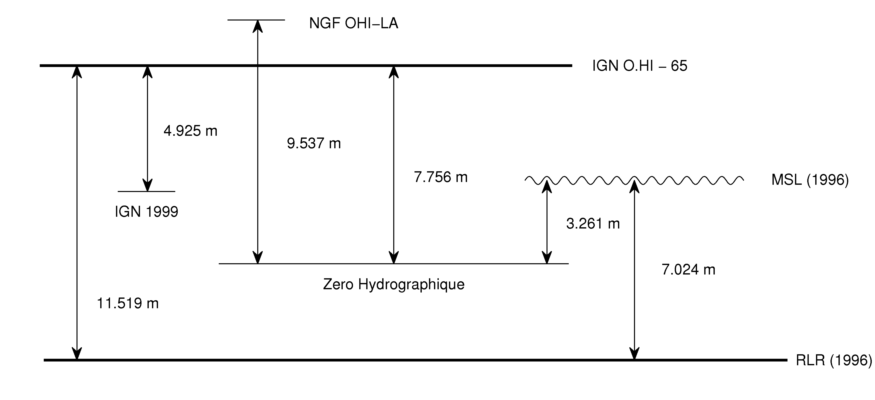 NGF OHI−LA
IGN O.HI − 65
4.925 m
9.537 m
7.756 m
MSL (1996)
IGN 1999
3.261 m
7.024 m
Zero Hydrographique
11.519 m
RLR (1996)